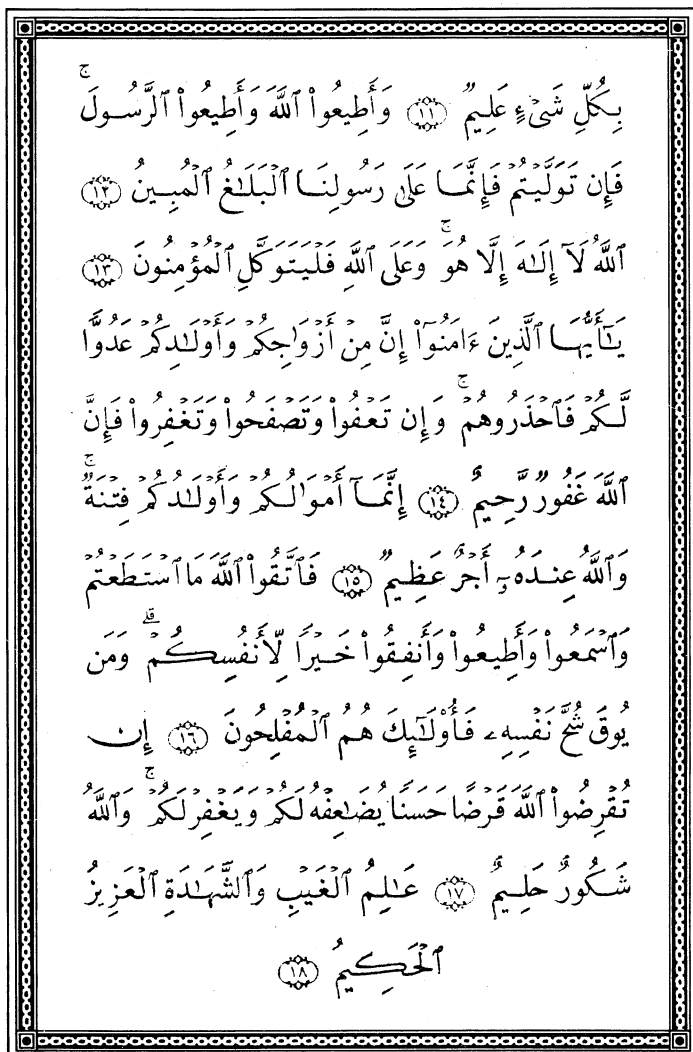 بِكُلِّ شَىْءٍ عَلِيمٌ ﴿١١﴾ وَأَطِيعُوا۟ ٱللَّهَ وَأَطِيعُوا۟ ٱلرَّسُولَ ۚ
فَإِن تَوَلَّيْتُمْ فَإِنَّمَا عَلَىٰ رَسُولِنَا ٱلْبَلَـٰغُ ٱلْمُبِينُ ﴿١٢﴾
ٱللَّهُ لَآ إِلَـٰهَ إِلَّا هُوَ ۚ وَعَلَى ٱللَّهِ فَلْيَتَوَكَّلِ ٱلْمُؤْمِنُونَ ﴿١٣﴾
يَـٰٓأَيُّهَا ٱلَّذِينَ ءَامَنُوٓا۟ إِنَّ مِنْ أَزْوَٰجِكُمْ وَأَوْلَـٰدِكُمْ عَدُوًّا
لَّكُمْ فَٱحْذَرُوهُمْ ۚ وَإِن تَعْفُوا۟ وَتَصْفَحُوا۟ وَتَغْفِرُوا۟ فَإِنَّ
ٱللَّهَ غَفُورٌ رَّحِيمٌ ﴿١٤﴾ إِنَّمَآ أَمْوَٰلُكُمْ وَأَوْلَـٰدُكُمْ فِتْنَةٌ ۚ
وَٱللَّهُ عِندَهُۥٓ أَجْرٌ عَظِيمٌ ﴿١٥﴾ فَٱتَّقُوا۟ ٱللَّهَ مَا ٱسْتَطَعْتُمْ
وَٱسْمَعُوا۟ وَأَطِيعُوا۟ وَأَنفِقُوا۟ خَيْرًا لِّأَنفُسِكُمْ ۗ وَمَن
يُوقَ شُحَّ نَفْسِهِۦ فَأُو۟لَـٰٓئِكَ هُمُ ٱلْمُفْلِحُونَ ﴿١٦﴾ إِن
تُقْرِضُوا۟ ٱللَّهَ قَرْضًا حَسَنًا يُضَـٰعِفْهُ لَكُمْ وَيَغْفِرْ لَكُمْ ۚ وَٱللَّهُ
شَكُورٌ حَلِيمٌ ﴿١٧﴾ عَـٰلِمُ ٱلْغَيْبِ وَٱلشَّهَـٰدَةِ ٱلْعَزِيزُ
ٱلْحَكِيمُ ﴿١٨﴾